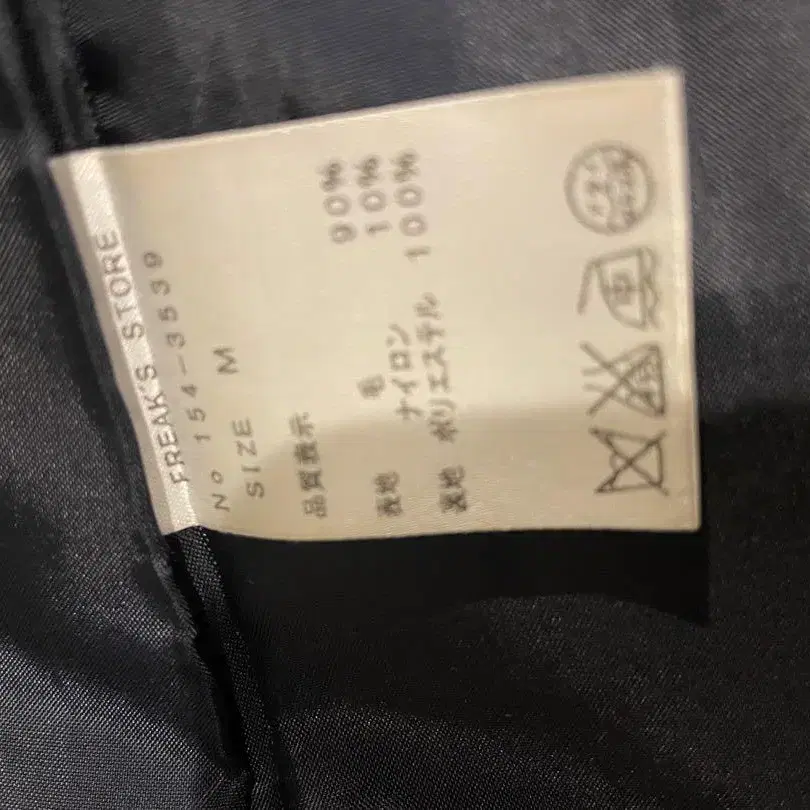 FREAK'S STORE
No 154-3539
SIZE M
品質表示
表地 毛 90%
ナイロン 10%
裏地 ポリエステル 100%
中